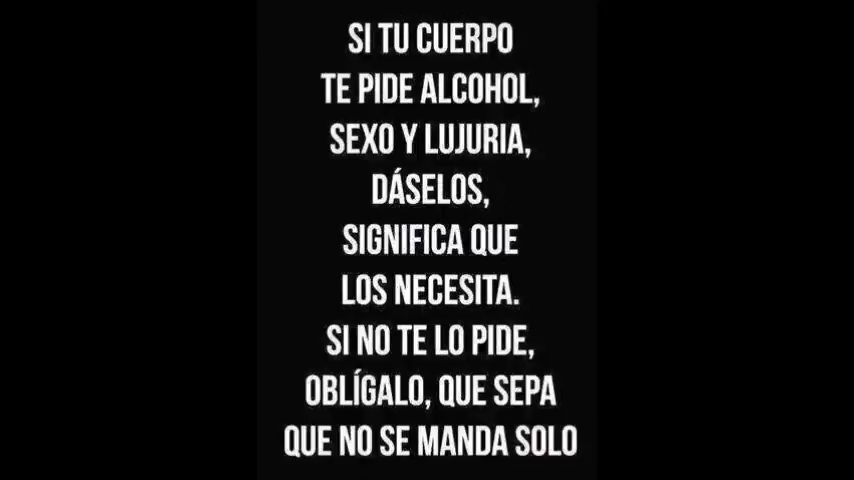 SI TU CUERPO
TE PIDE ALCOHOL,
SEXO Y LUJURIA,
DÁSELOS,
SIGNIFICA QUE
LOS NECESITA.
SI NO TE LO PIDE,
OBLÍGALO, QUE SEPA
QUE NO SE MANDA SOLO